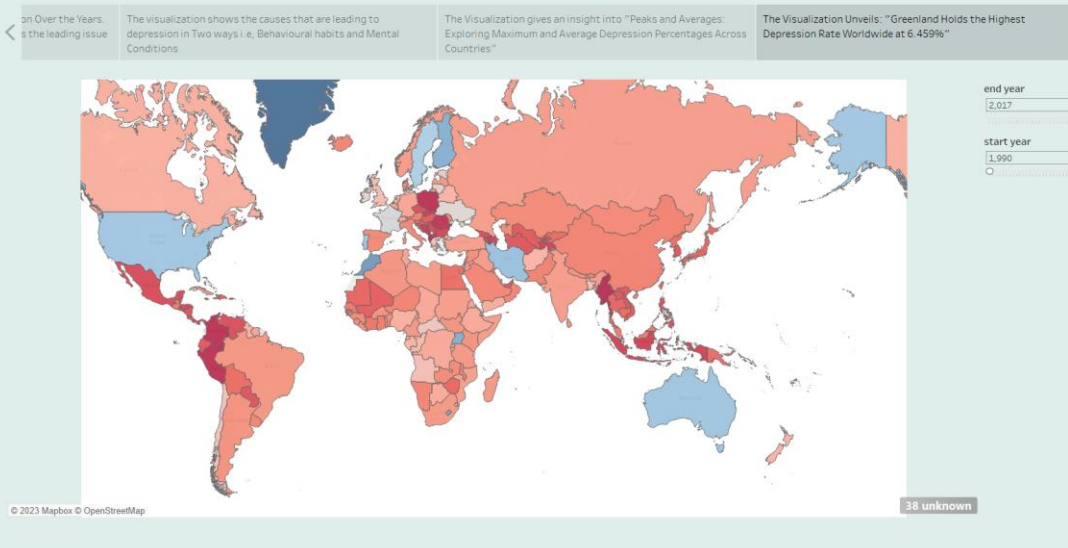 on Over the Years,
s the leading issue
The visualization shows the causes that are leading to
depression in Two ways i.e, Behavioural habits and Mental
Conditions
The Visualization gives an insight into "Peaks and Averages:
Exploring Maximum and Average Depression Percentages Across
Countries"
The Visualization Unveils: "Greenland Holds the Highest
Depression Rate Worldwide at 6.459%"
end year
2,017
start year
1,990
© 2023 Mapbox © OpenStreetMap
38 unknown